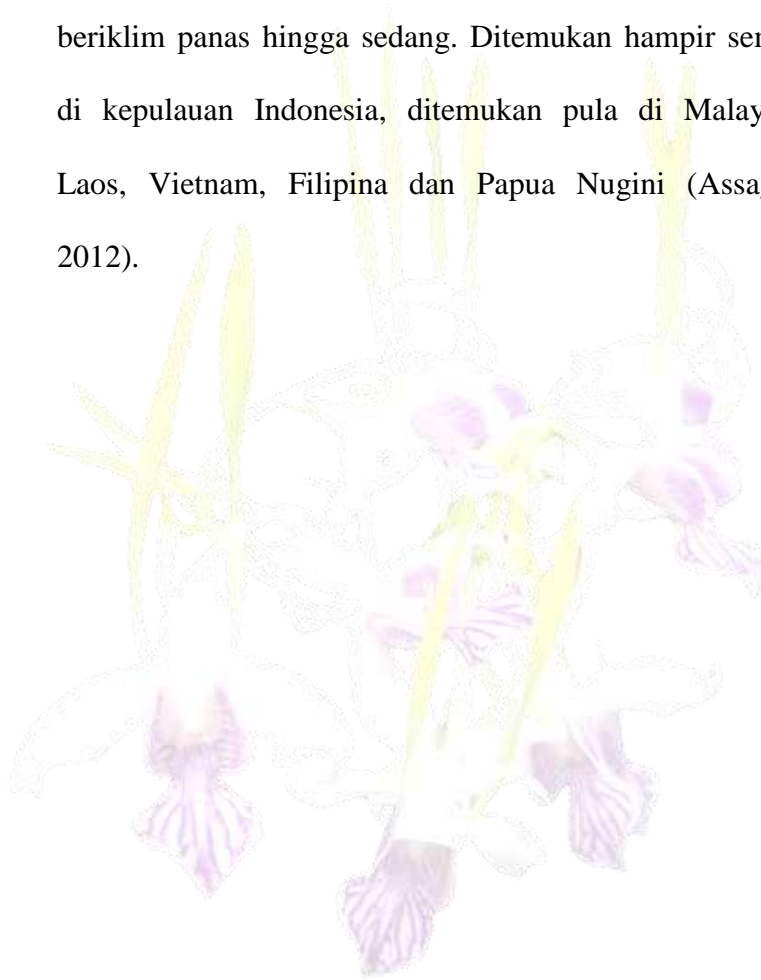 beriklim panas hingga sedang. Ditemukan hampir
di kepulauan Indonesia, ditemukan pula di
Laos, Vietnam, Filipina dan Papua Nugini
2012).